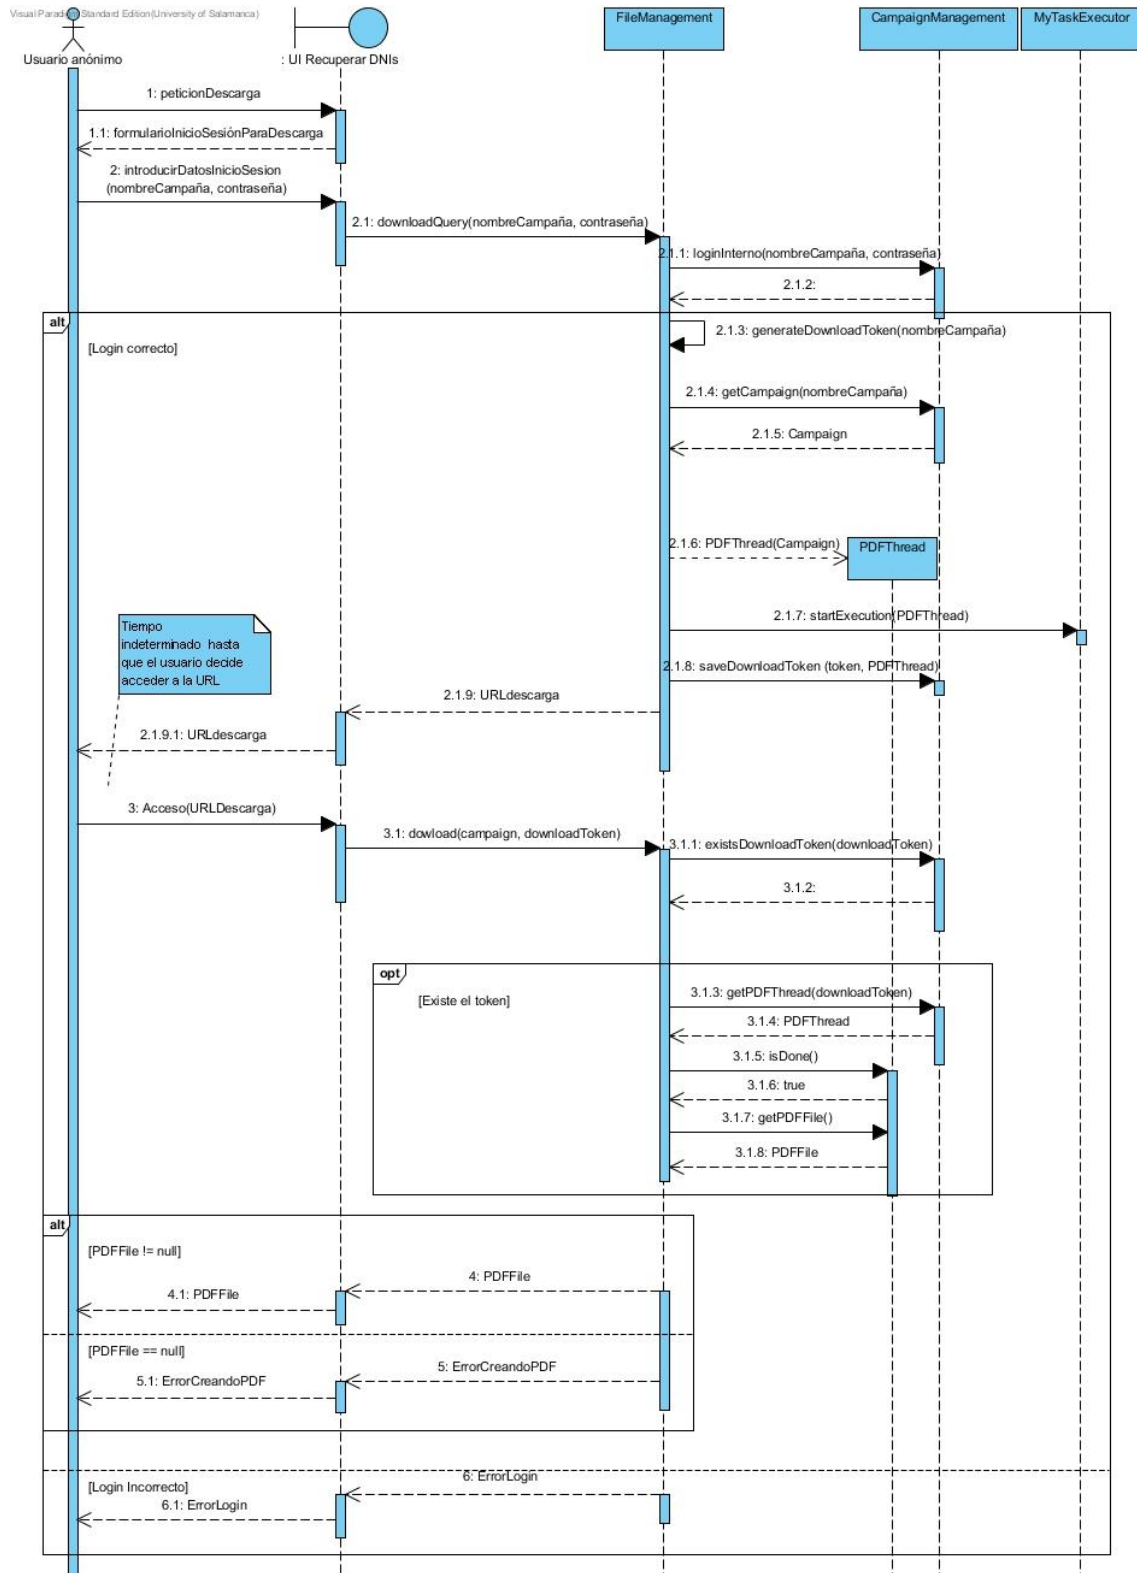 Visual Paradigm Standard Edition(University of Salamanca)
Usuario anónimo
: UI Recuperar DNIs
FileManagement
CampaignManagement
MyTaskExecutor
1: peticionDescarga
1.1: formularioInicioSesiónParaDescarga
2: introducirDatosInicioSesion
(nombreCampaña, contraseña)
2.1: downloadQuery(nombreCampaña, contraseña)
2.1.1: loginInterno(nombreCampaña, contraseña)
2.1.2:
alt
[Login correcto]
2.1.3: generateDownloadToken(nombreCampaña)
2.1.4: getCampaign(nombreCampaña)
2.1.5: Campaign
2.1.6: PDFThread(Campaign)
PDFThread
2.1.7: startExecution(PDFThread)
Tiempo
indeterminado hasta
que el usuario decide
acceder a la URL
2.1.8: saveDownloadToken (token, PDFThread)
2.1.9: URLdescarga
2.1.9.1: URLdescarga
3: Acceso(URLDescarga)
3.1: dowload(campaign, downloadToken)
3.1.1: existsDownloadToken(downloadToken)
3.1.2:
opt
[Existe el token]
3.1.3: getPDFThread(downloadToken)
3.1.4: PDFThread
3.1.5: isDone()
3.1.6: true
3.1.7: getPDFFile()
3.1.8: PDFFile
alt
[PDFFile != null]
4: PDFFile
4.1: PDFFile
[PDFFile == null]
5: ErrorCreandoPDF
5.1: ErrorCreandoPDF
[Login Incorrecto]
6: ErrorLogin
6.1: ErrorLogin